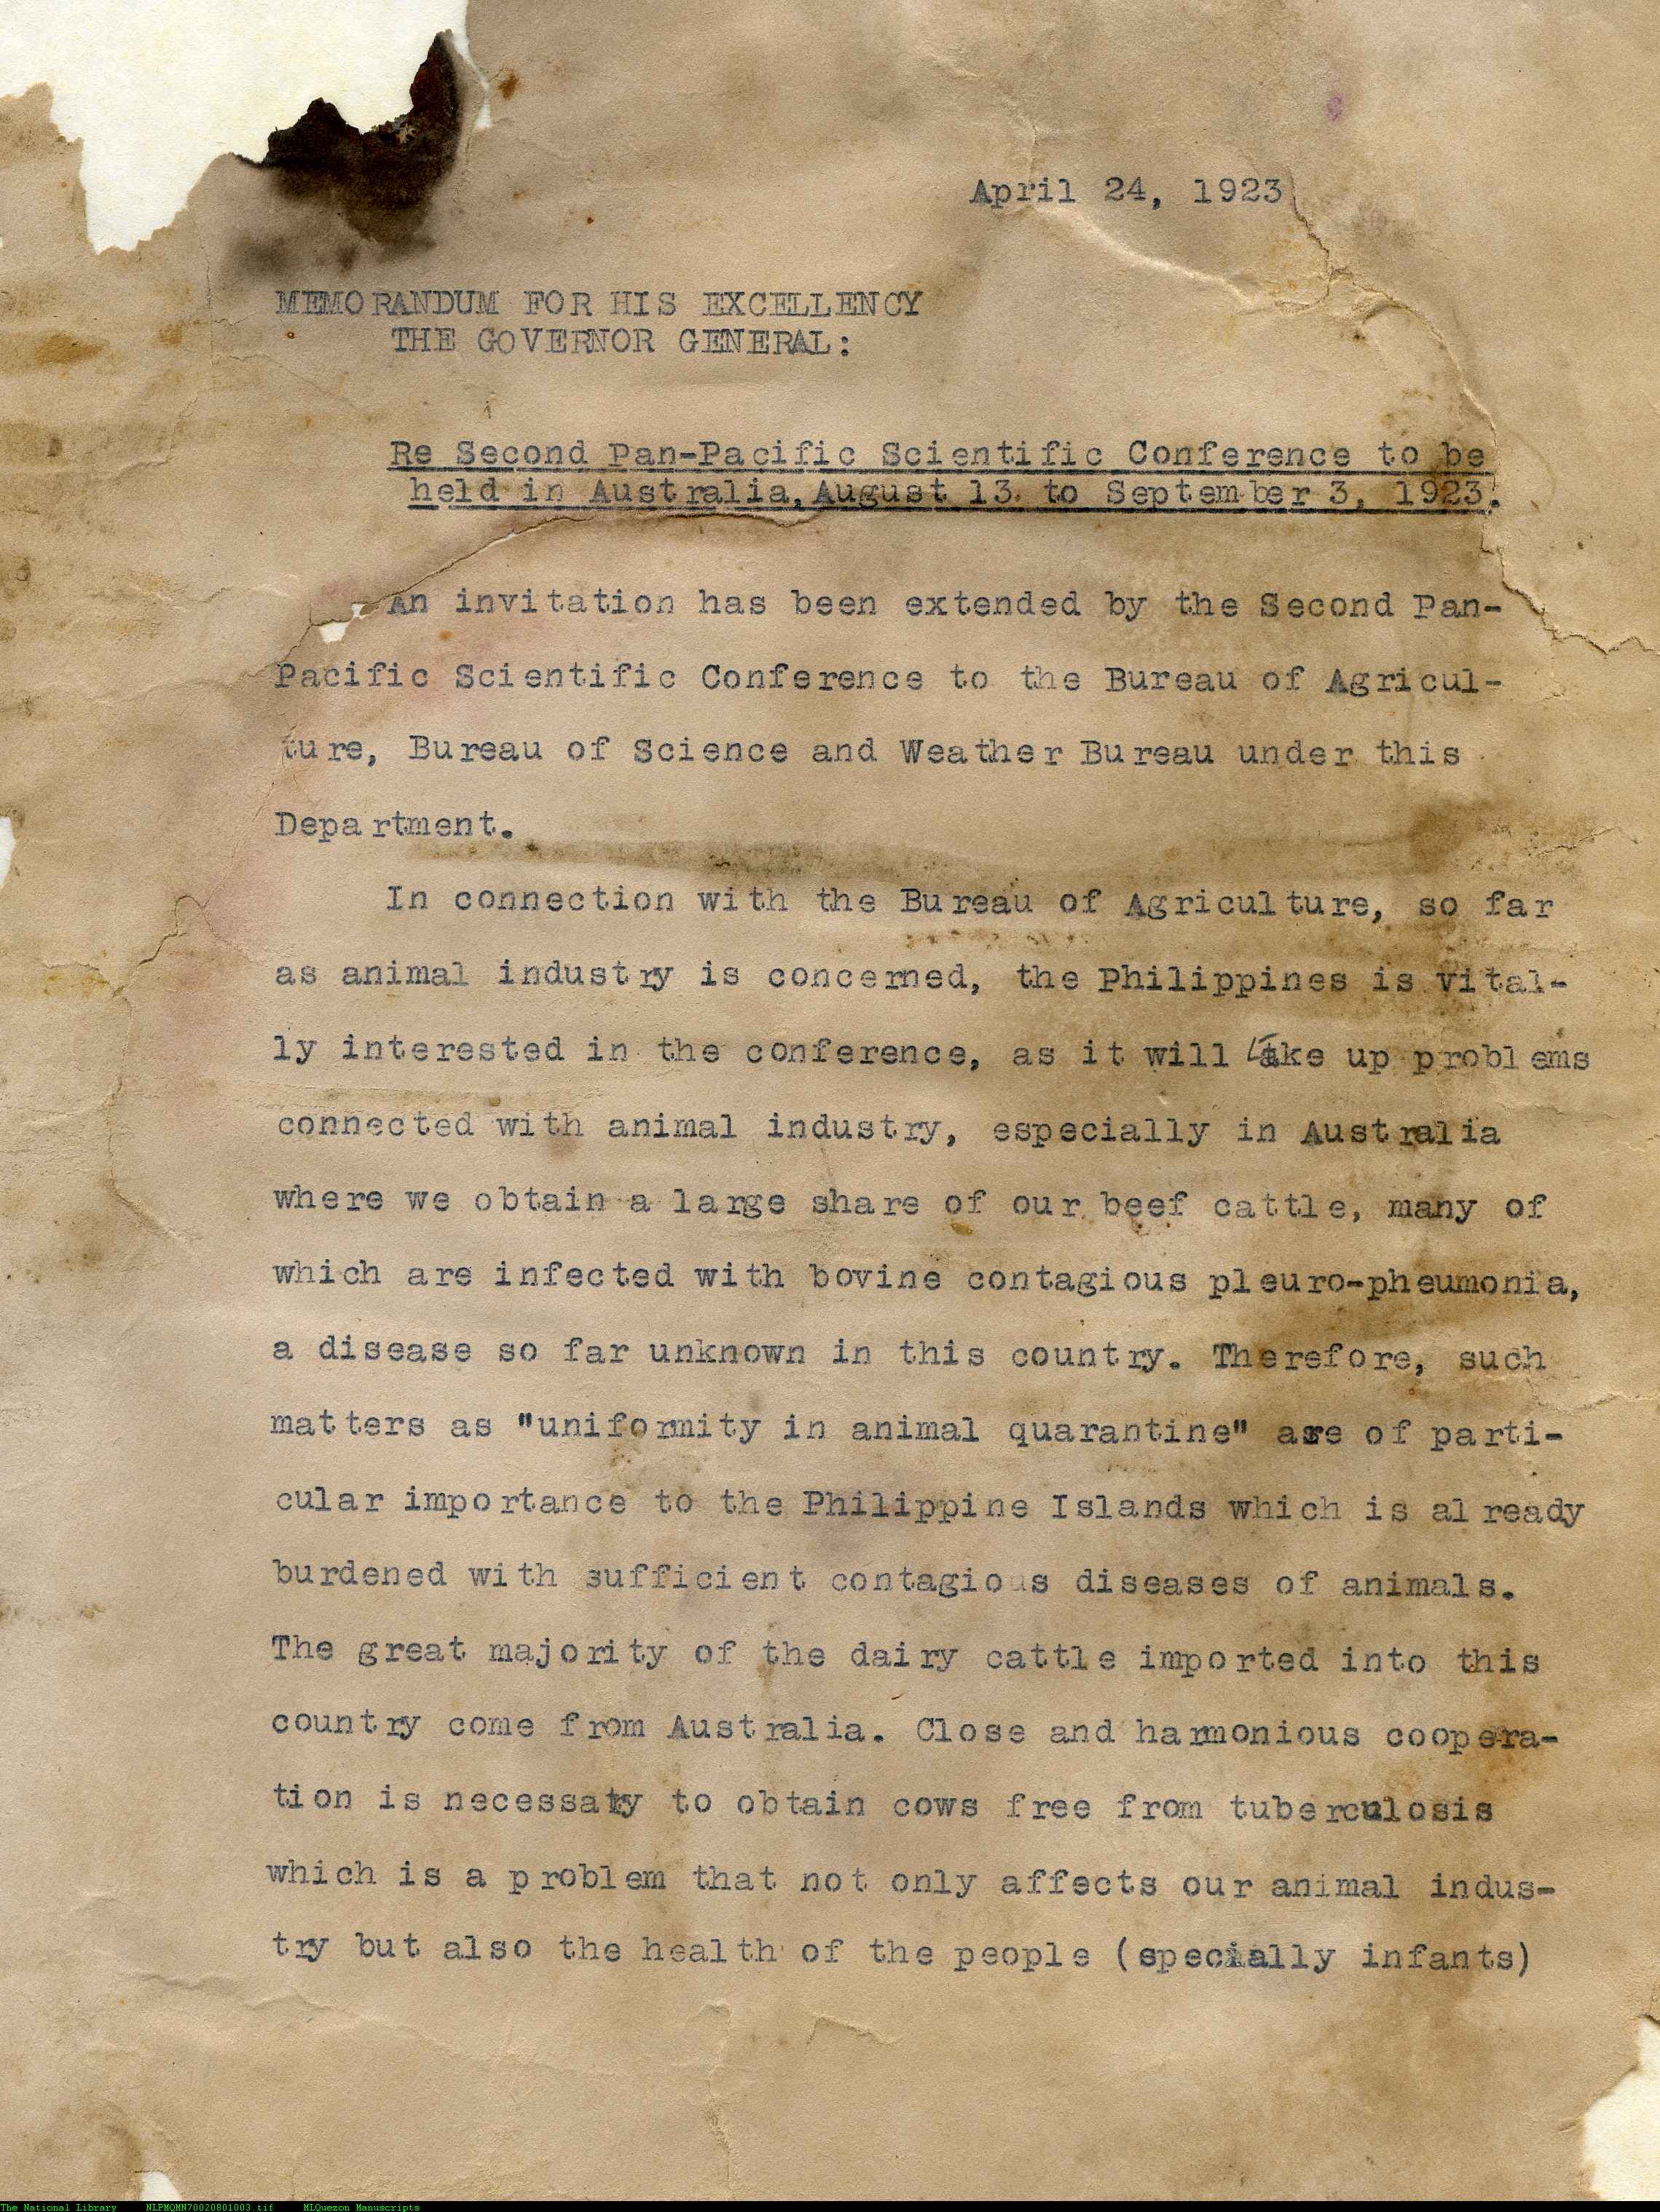 April 24, 1923
MEMORANDUM FOR HIS EXCELLENCY
THE GOVERNOR GENERAL:
Re Second Pan-Pacific Scientific Conference to be
held in Australia, August 13 to September 3, 1923.
An invitation has been extended by the Second Pan-
Pacific Scientific Conference to the Bureau of Agricul-
ture, Bureau of Science and Weather Bureau under this
Department.
In connection with the Bureau of Agriculture, so far
as animal industry is concerned, the Philippines is vital-
ly interested in the conference, as it will take up problems
connected with animal industry, especially in Australia
where we obtain a large share of our beef cattle, many of
which are infected with bovine contagious pleuro-pheumonia,
a disease so far unknown in this country. Therefore, such
matters as "uniformity in animal quarantine" are of parti-
cular importance to the Philippine Islands which is already
burdened with sufficient contagious diseases of animals.
The great majority of the dairy cattle imported into this
country come from Australia. Close and harmonious coopera-
tion is necessary to obtain cows free from tuberculosis
which is a problem that not only affects our animal indus-
try but also the health of the people (specially infants)
The National Library NLPMQMN70020801003.tif MLQuezon Manuscripts